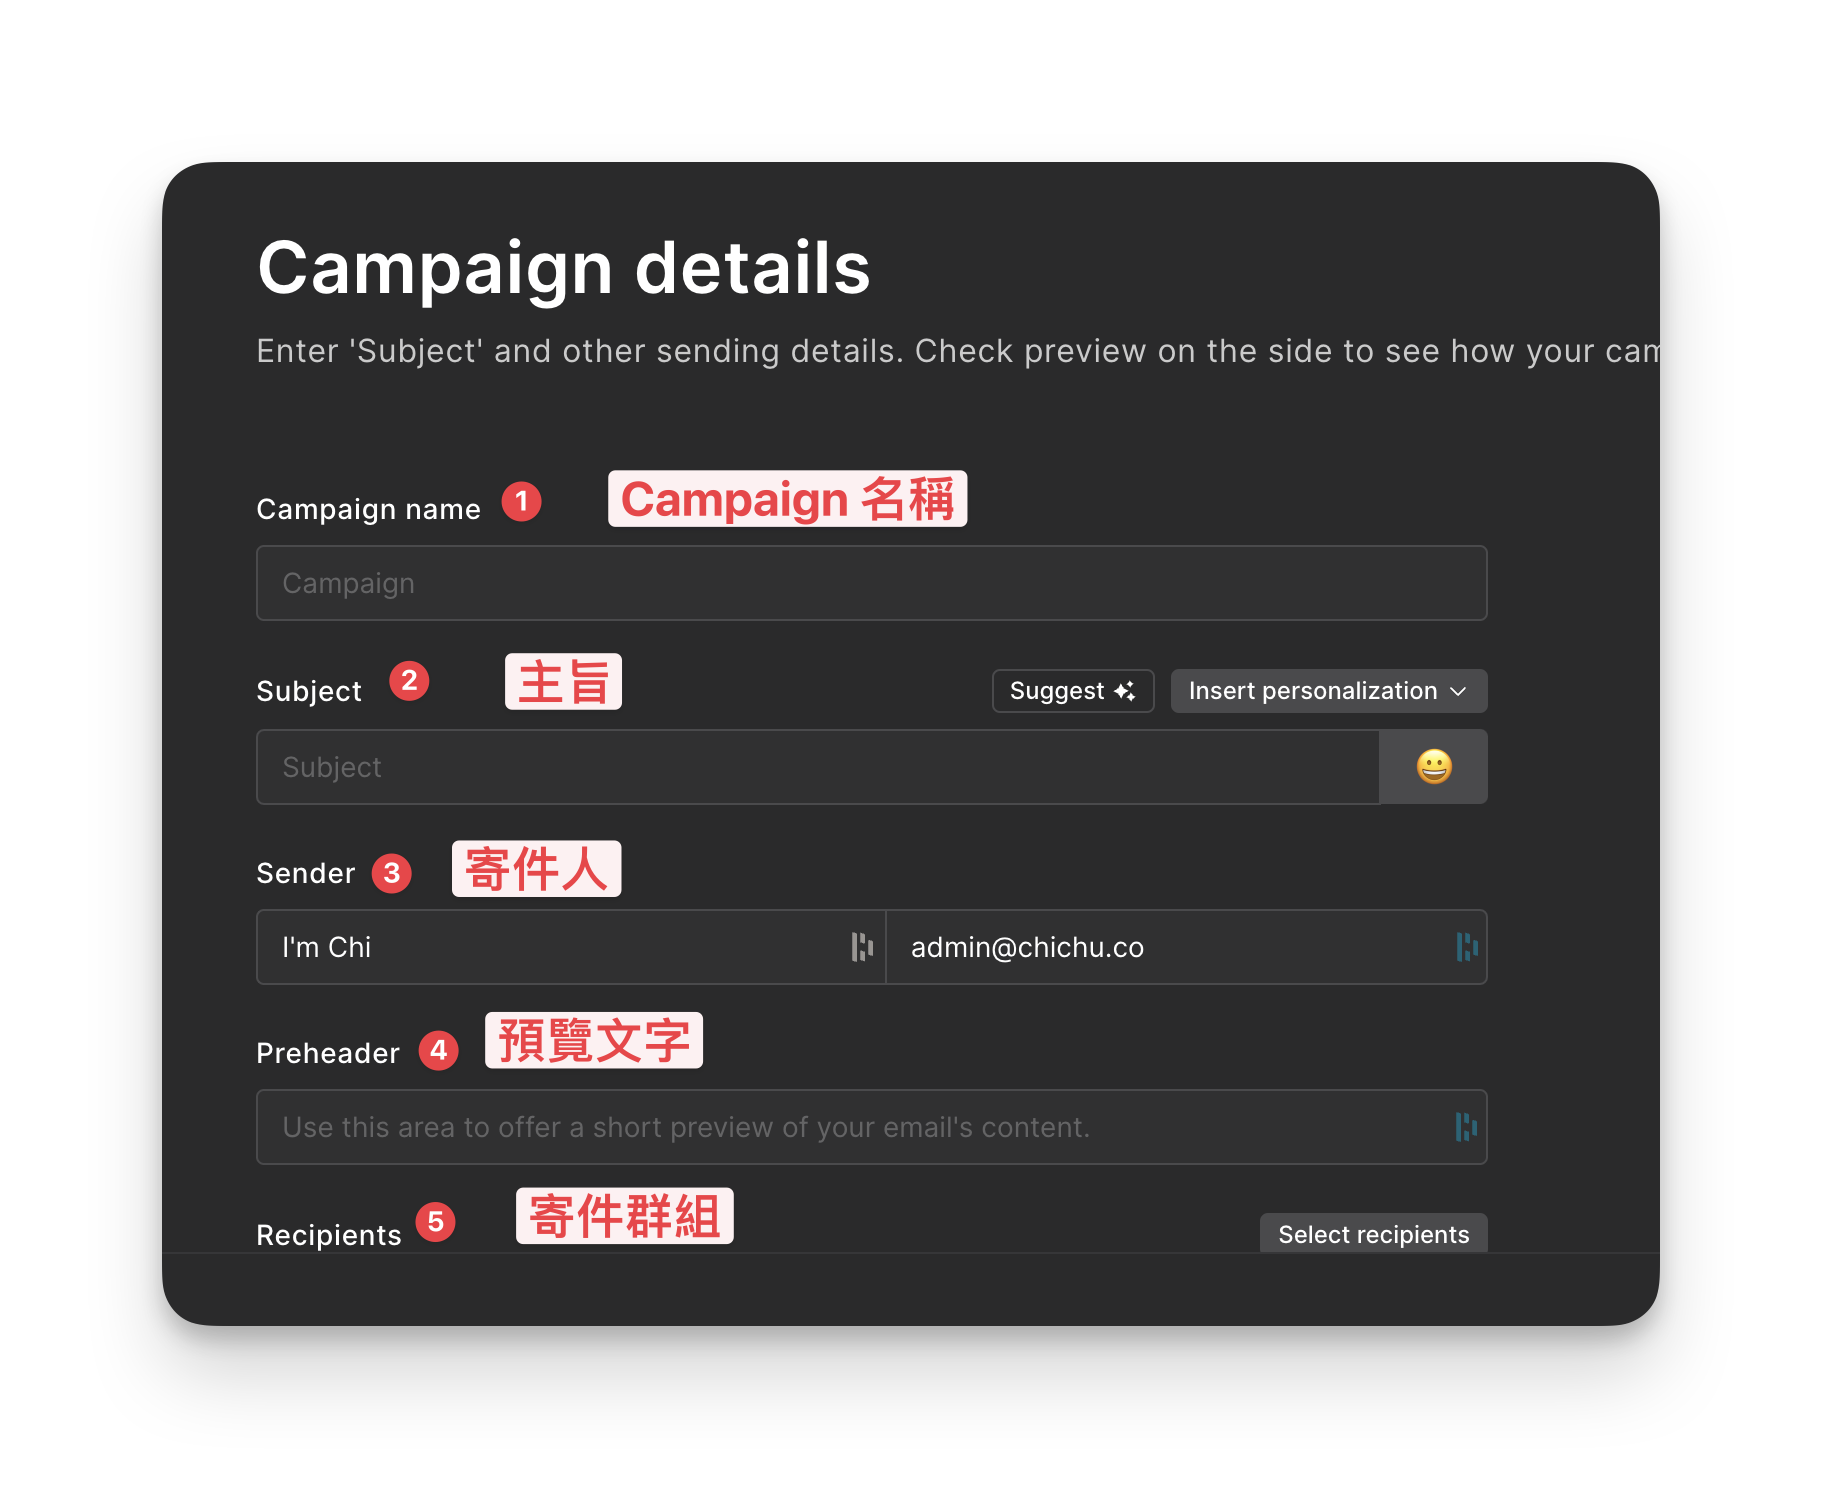 Campaign details
Enter 'Subject' and other sending details. Check preview on the side to see how your
Campaign name 1 Campaign 名稱
Campaign
Subject 2 主旨 Suggest Insert personalization
Subject
Sender 3 寄件人
I'm Chi admin@chichu.co
Preheader 4 預覽文字
Use this area to offer a short preview of your email's content.
Recipients 5 寄件群組 Select recipients